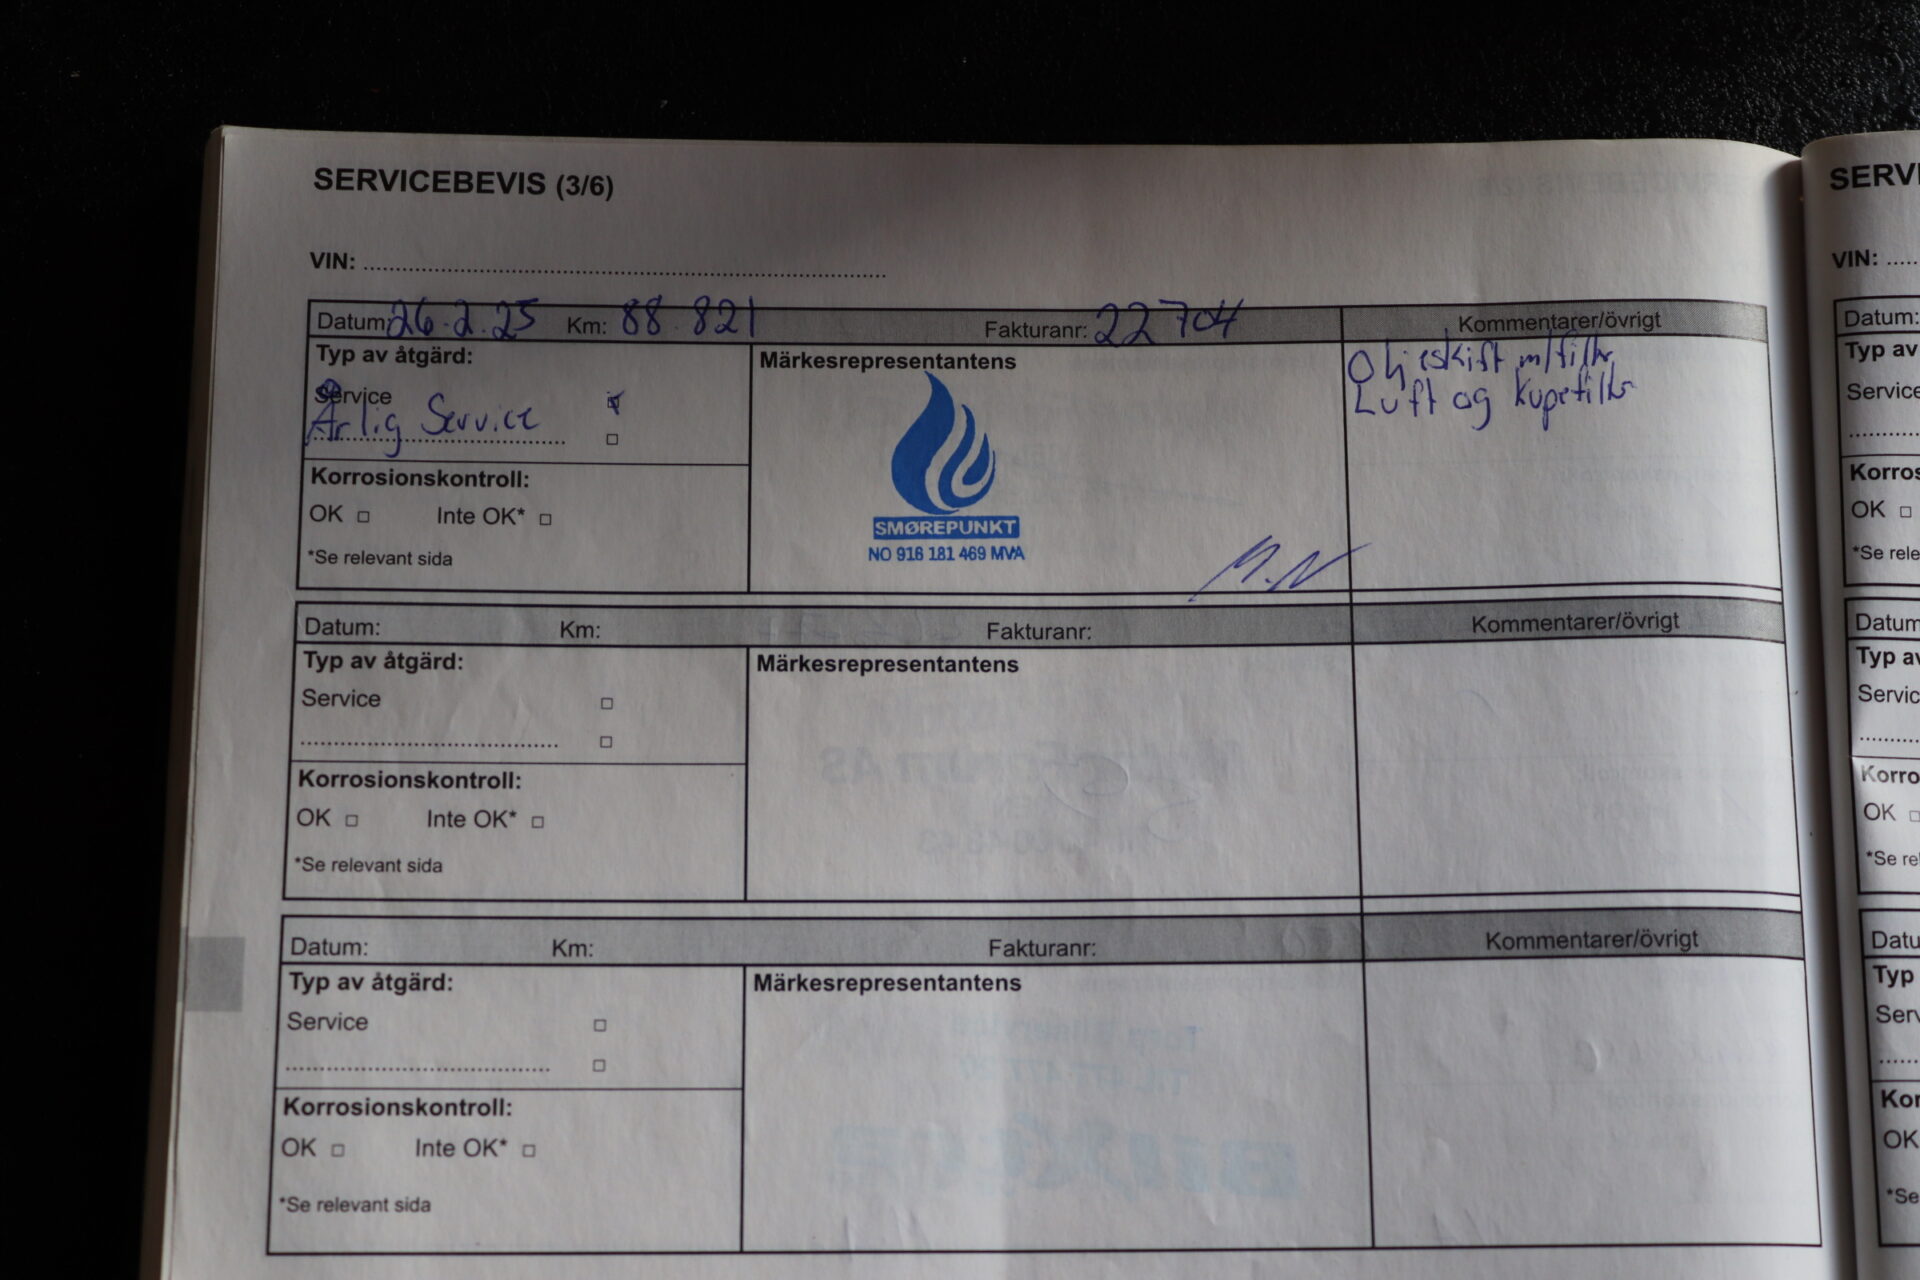 SERVICEBEVIS (3/6)
VIN:
Datum: 26.2.25 Km: 88 821 Fakturanr: 22704 Kommentarer/övrigt
Typ av åtgärd: Märkesrepresentantens
Oljeskift m/filter
Luft og Kupefilter
Service
Årlig Service
Korrosionskontroll:
OK Inte OK*
*Se relevant sida
SMØREPUNKT
NO 916 181 469 MVA
M.N
Datum: Km: Fakturanr: Kommentarer/övrigt
Typ av åtgärd: Märkesrepresentantens
Service
Korrosionskontroll:
OK Inte OK*
*Se relevant sida
Datum: Km: Fakturanr: Kommentarer/övrigt
Typ av åtgärd: Märkesrepresentantens
Service
Korrosionskontroll:
OK Inte OK*
*Se relevant sida
SERVI
VIN:
Datum:
Typ av
Service
Korros
OK
*Se rele
Datum
Typ av
Servic
Korro
OK
*Se rel
Datu
Typ
Serv
Kor
OK
*Se